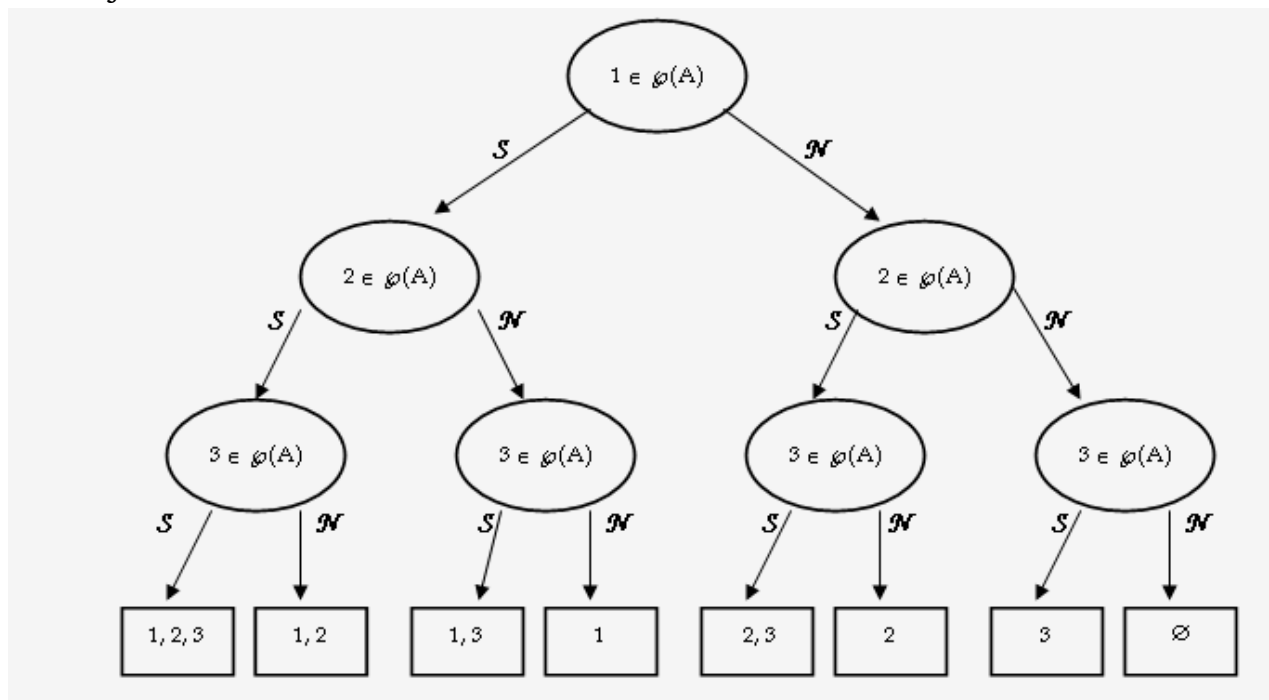 1 ∈ ℘(A)
𝒮 𝒩
2 ∈ ℘(A) 2 ∈ ℘(A)
𝒮 𝒩 𝒮 𝒩
3 ∈ ℘(A) 3 ∈ ℘(A) 3 ∈ ℘(A) 3 ∈ ℘(A)
𝒮 𝒩 𝒮 𝒩 𝒮 𝒩 𝒮 𝒩
1, 2, 3 1, 2 1, 3 1 2, 3 2 3 ∅